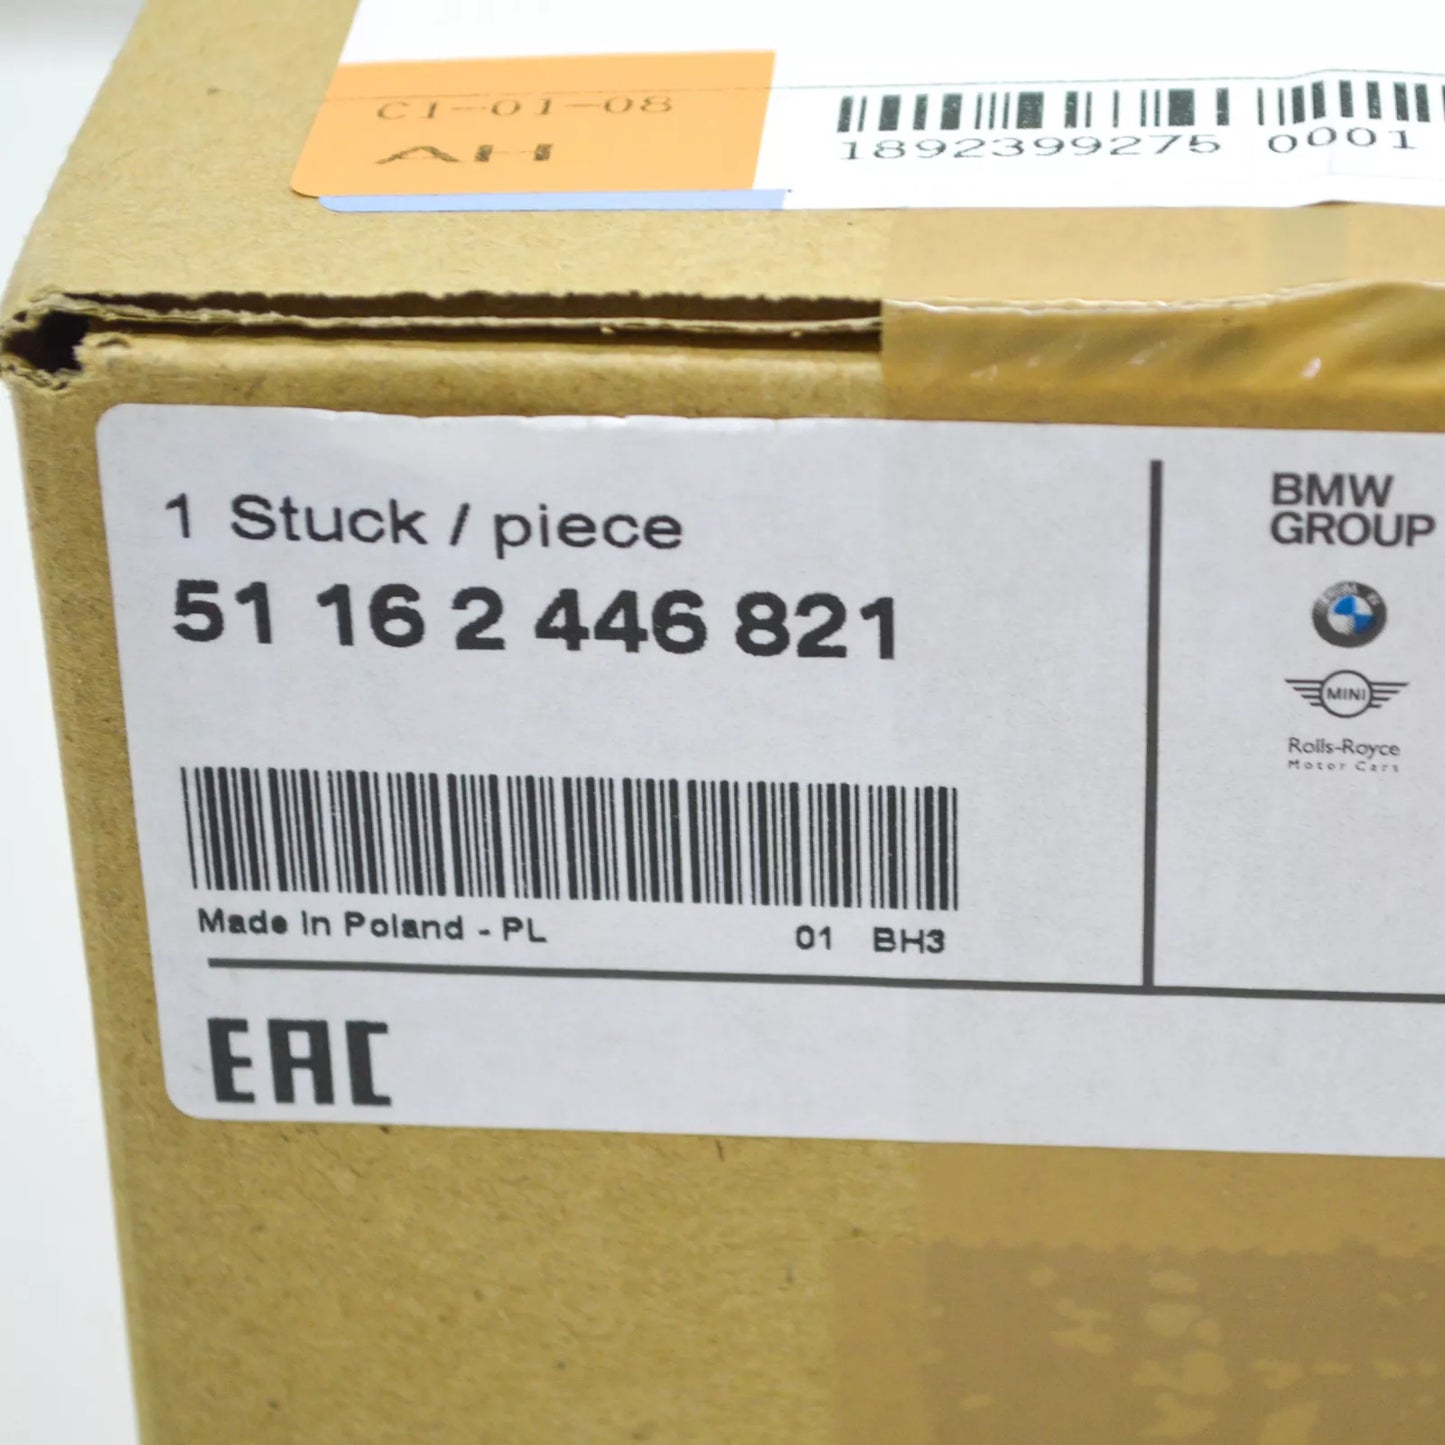 C1-01-08
AH
1892399275 0001
1 Stuck / piece
51 16 2 446 821
Made in Poland - PL
01 BH3
EAC
BMW
GROUP
MINI
Rolls-Royce
Motor Cars